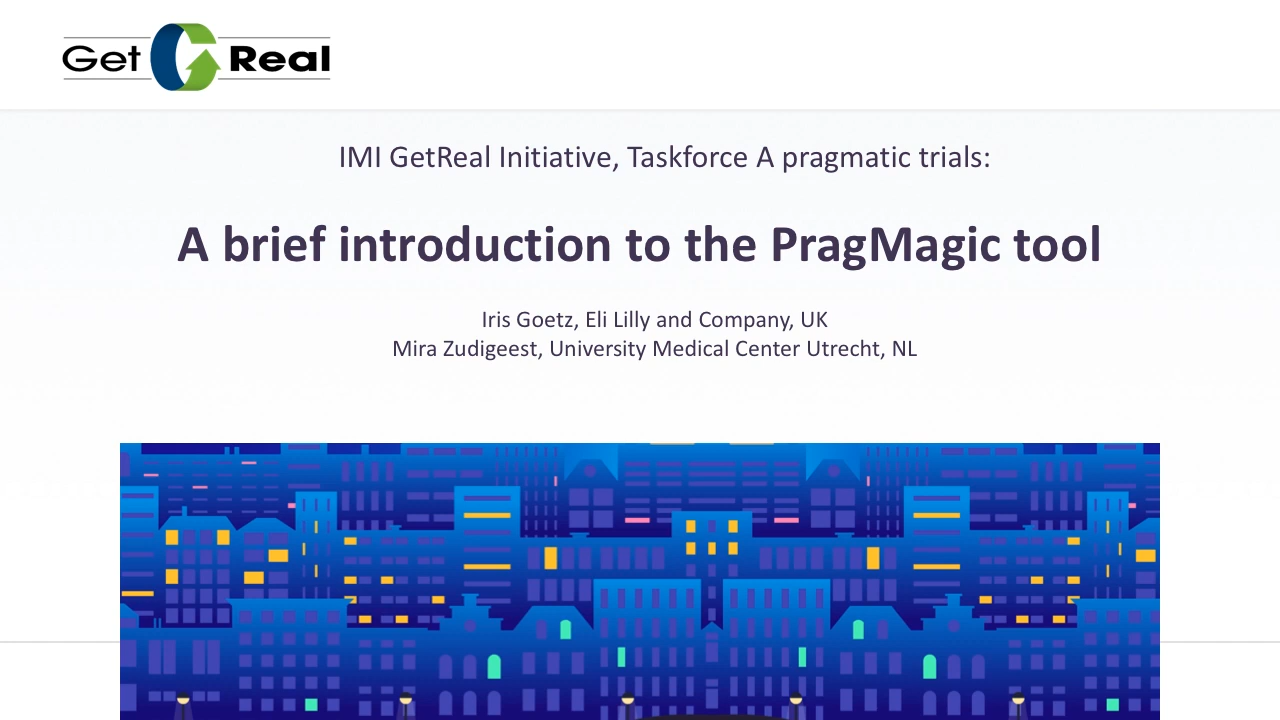 Get Real
IMI GetReal Initiative, Taskforce A pragmatic trials:
A brief introduction to the PragMagic tool
Iris Goetz, Eli Lilly and Company, UK
Mira Zudigeest, University Medical Center Utrecht, NL